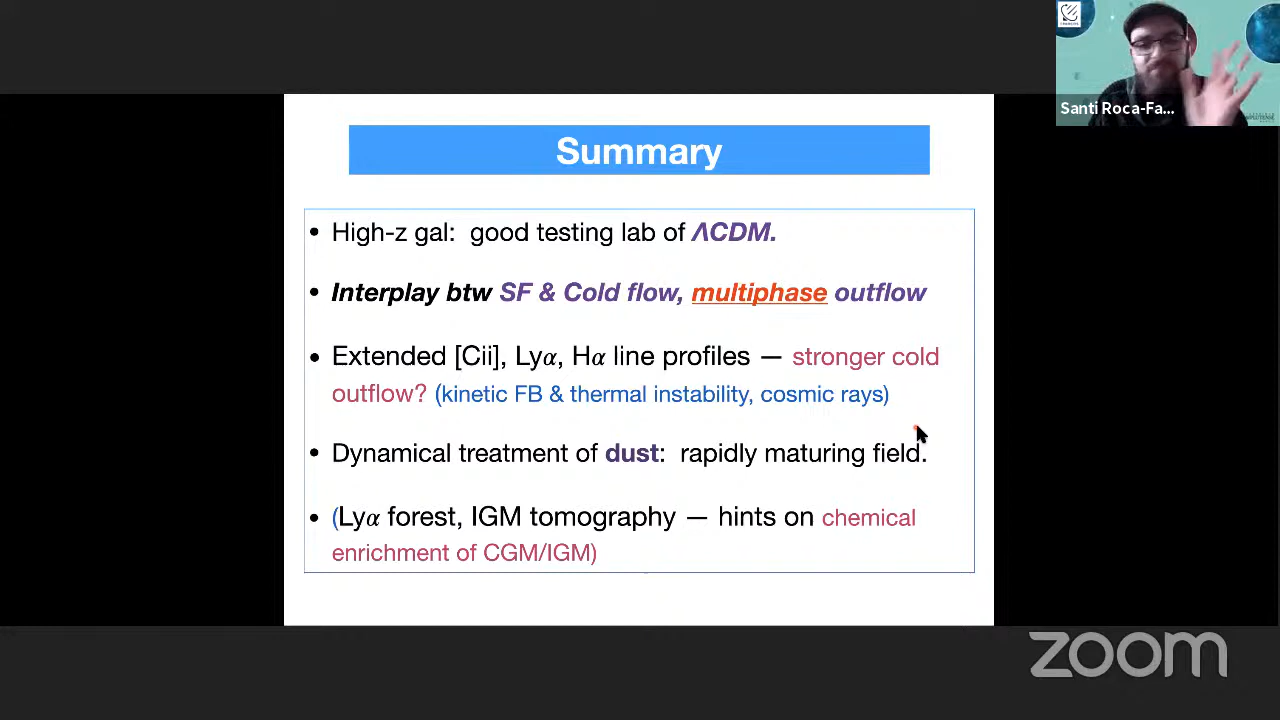 Santi Roca-Fa...
Summary
• High-z gal: good testing lab of ΛCDM.
• Interplay btw SF & Cold flow, multiphase outflow
• Extended [Cii], Lyα, Hα line profiles — stronger cold
outflow? (kinetic FB & thermal instability, cosmic rays)
• Dynamical treatment of dust: rapidly maturing field.
• (Lyα forest, IGM tomography — hints on chemical
enrichment of CGM/IGM)
zoom